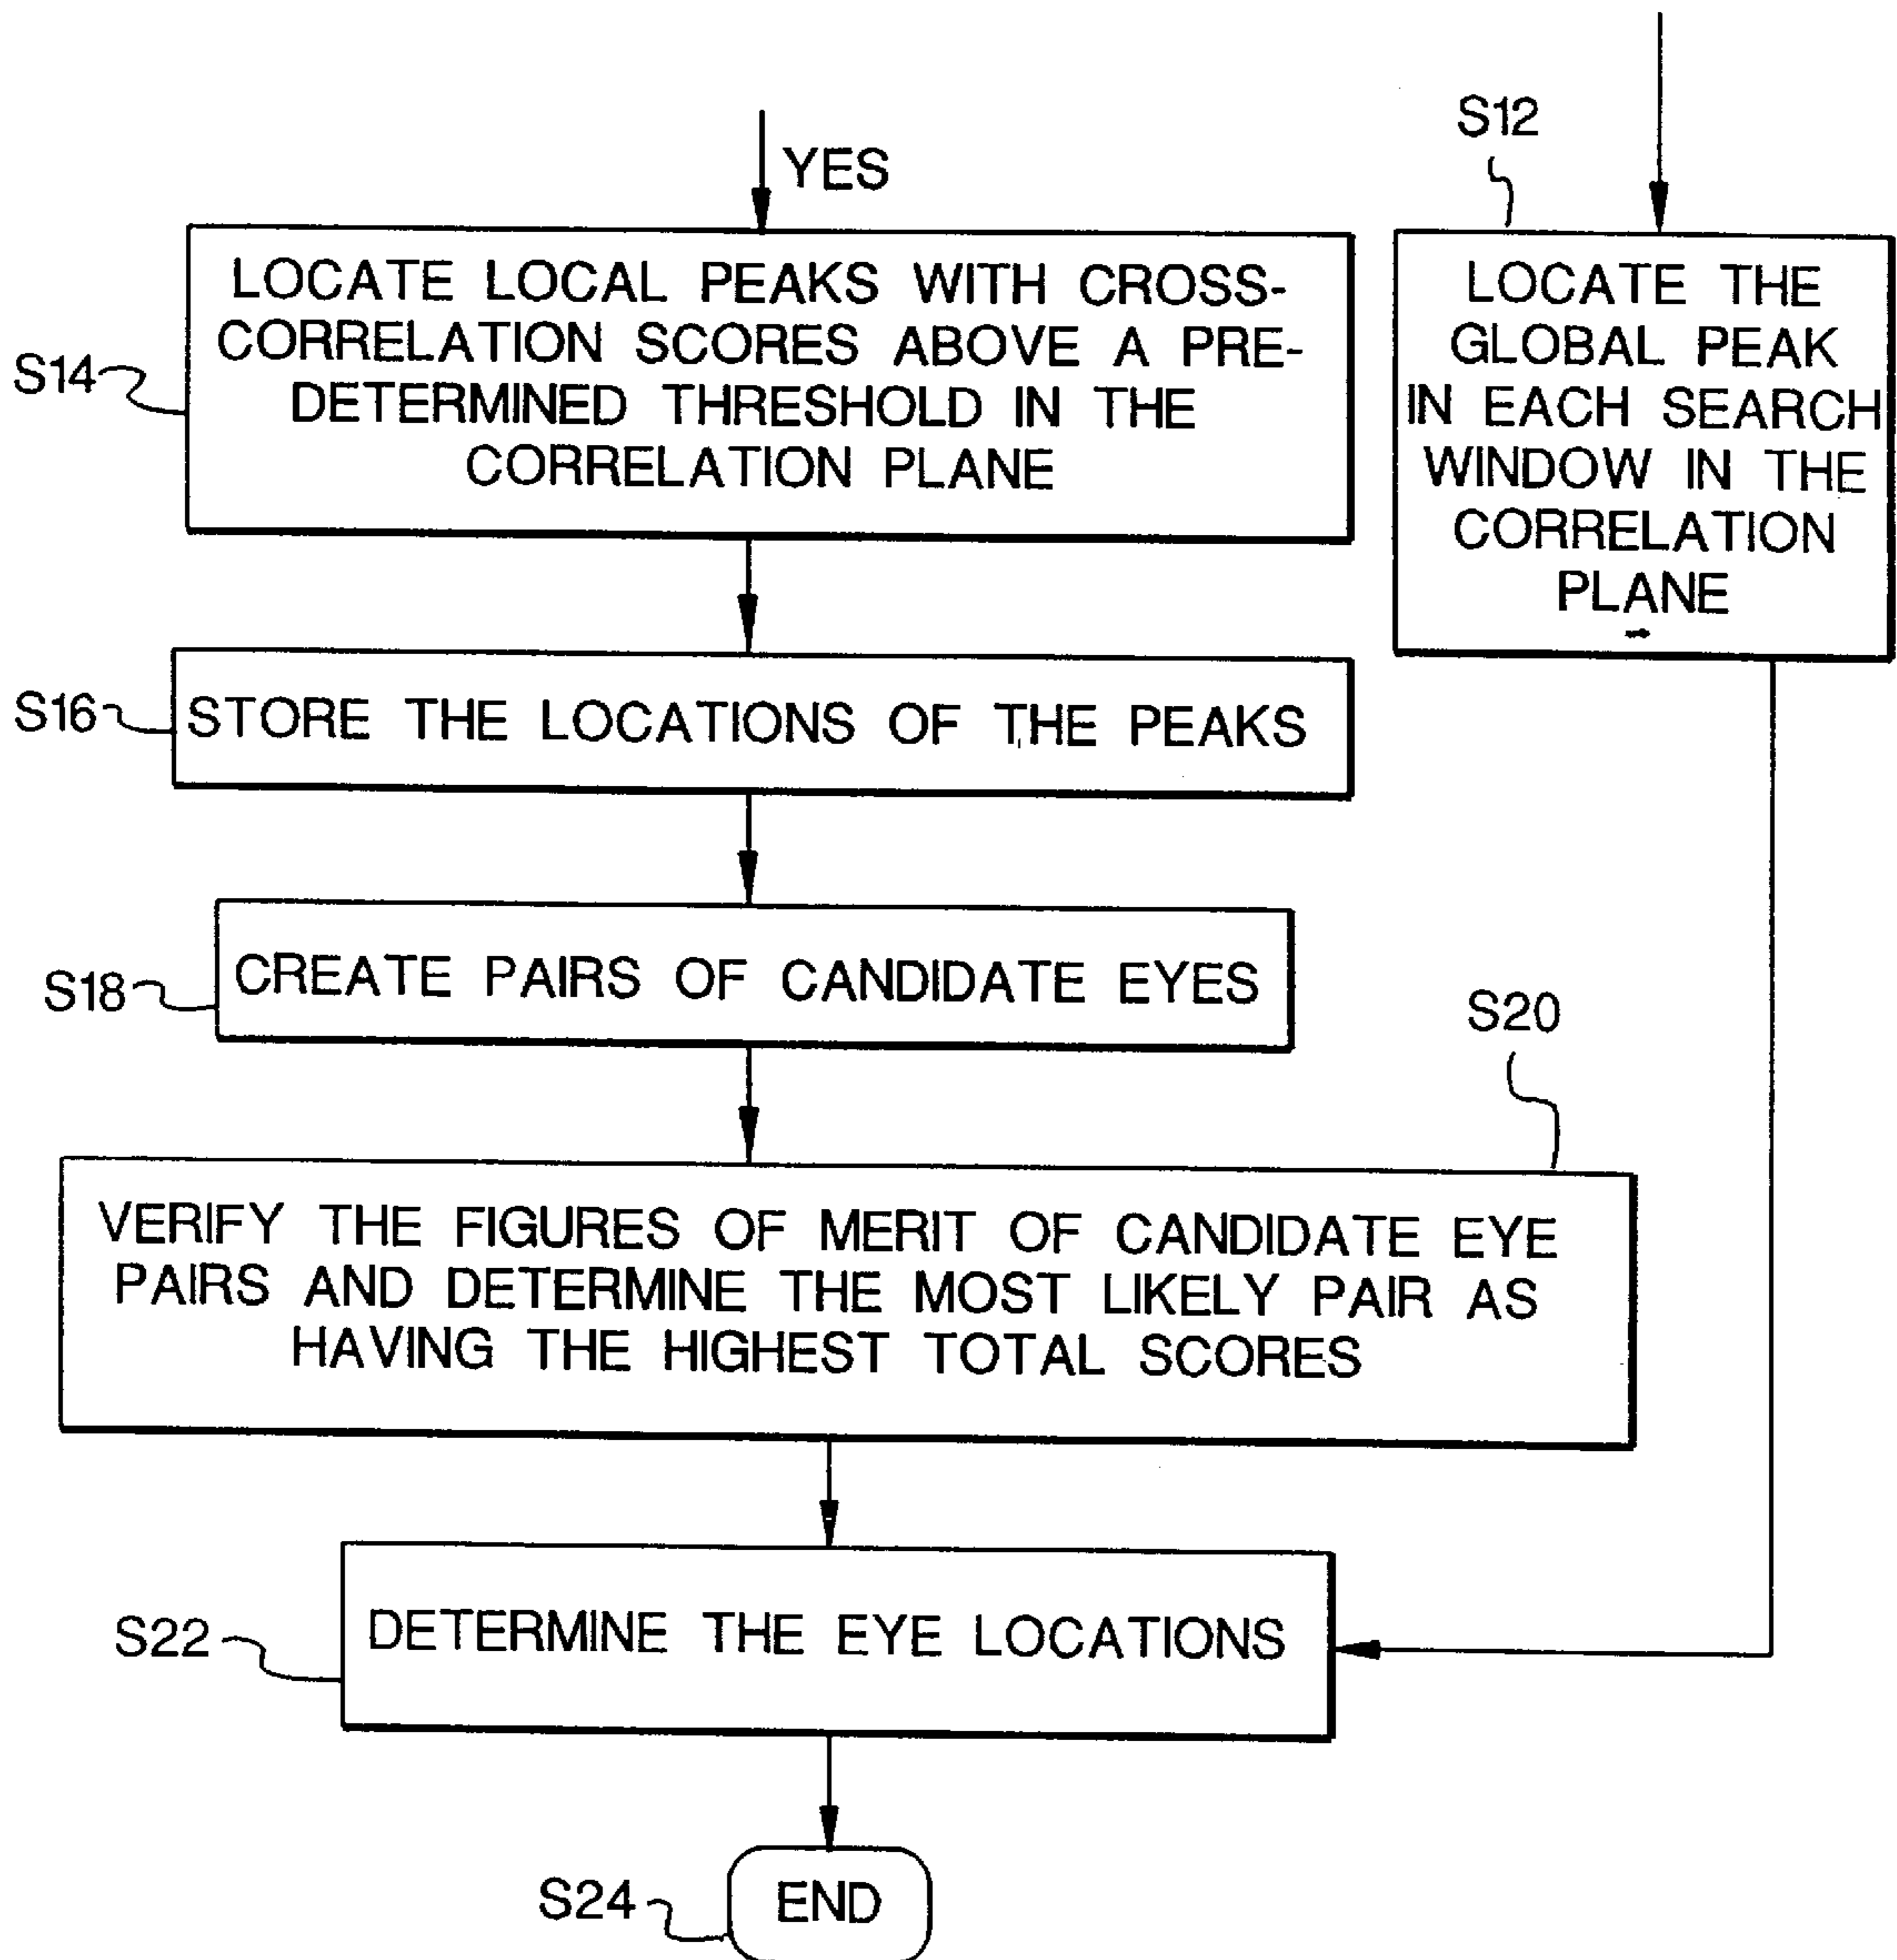 S12
YES
LOCATE LOCAL PEAKS WITH CROSS-
CORRELATION SCORES ABOVE A PRE-
DETERMINED THRESHOLD IN THE
CORRELATION PLANE
S14
LOCATE THE
GLOBAL PEAK
IN EACH SEARCH
WINDOW IN THE
CORRELATION
PLANE
S16
STORE THE LOCATIONS OF THE PEAKS
S18
CREATE PAIRS OF CANDIDATE EYES
S20
VERIFY THE FIGURES OF MERIT OF CANDIDATE EYE
PAIRS AND DETERMINE THE MOST LIKELY PAIR AS
HAVING THE HIGHEST TOTAL SCORES
S22
DETERMINE THE EYE LOCATIONS
S24
END